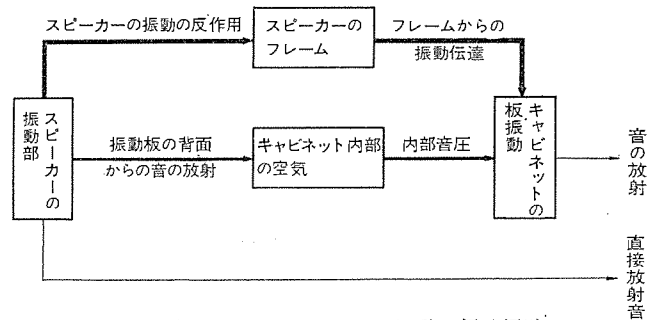 スピーカーの振動の反作用
スピーカーの
フレーム
フレームからの
振動伝達
スピーカーの
振動部
振動板の背面
からの音の放射
キャビネット内部
の空気
内部音圧
キャビネットの
板振動
音の放射
直接放射音